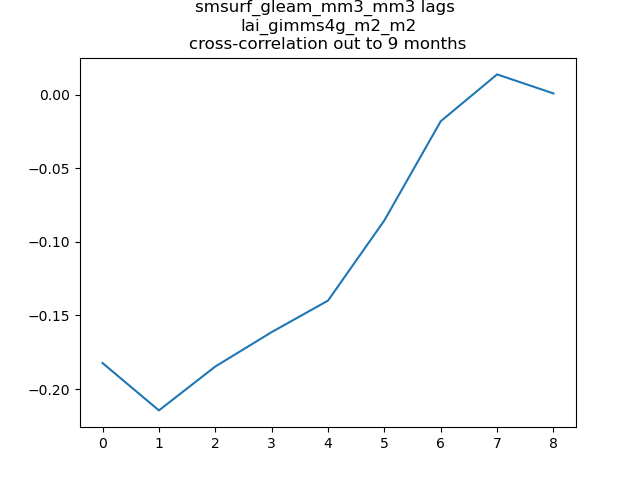 smsurf_gleam_mm3_mm3 lags
lai_gimms4g_m2_m2
cross-correlation out to 9 months
0.00
−0.05
−0.10
−0.15
−0.20
0 1 2 3 4 5 6 7 8